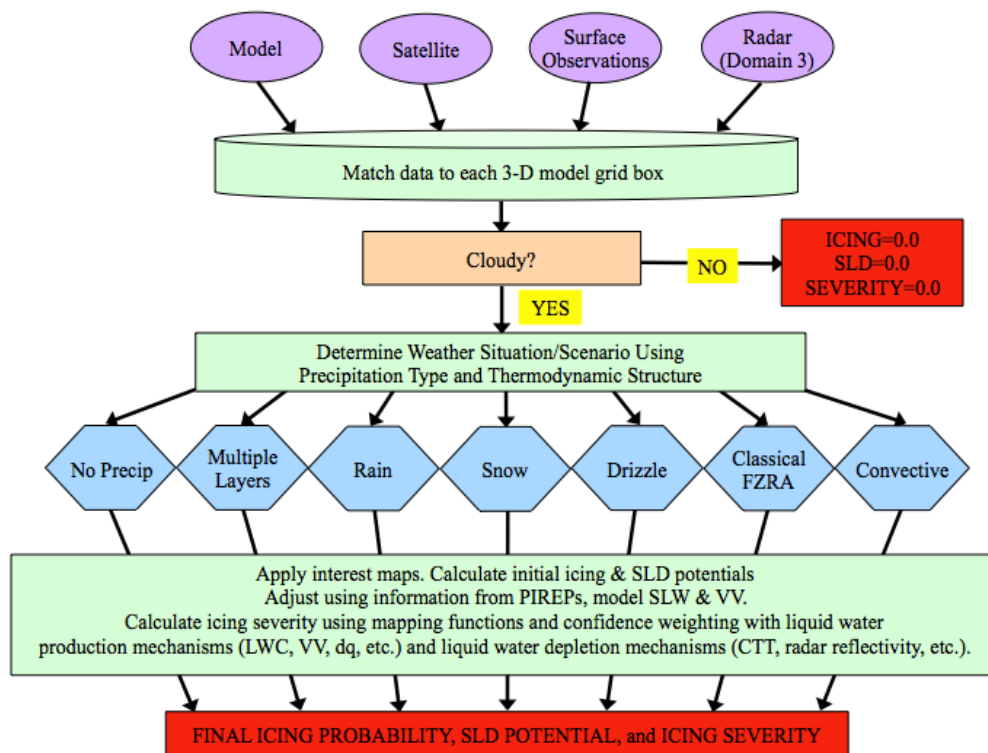 Model
Satellite
Surface
Observations
Radar
(Domain 3)
Match data to each 3-D model grid box
Cloudy?
NO
ICING=0.0
SLD=0.0
SEVERITY=0.0
YES
Determine Weather Situation/Scenario Using
Precipitation Type and Thermodynamic Structure
No Precip
Multiple
Layers
Rain
Snow
Drizzle
Classical
FZRA
Convective
Apply interest maps. Calculate initial icing & SLD potentials
Adjust using information from PIREPs, model SLW & VV.
Calculate icing severity using mapping functions and confidence weighting with liquid water
production mechanisms (LWC, VV, dq, etc.) and liquid water depletion mechanisms (CTT, radar reflectivity, etc.).
FINAL ICING PROBABILITY, SLD POTENTIAL, and ICING SEVERITY